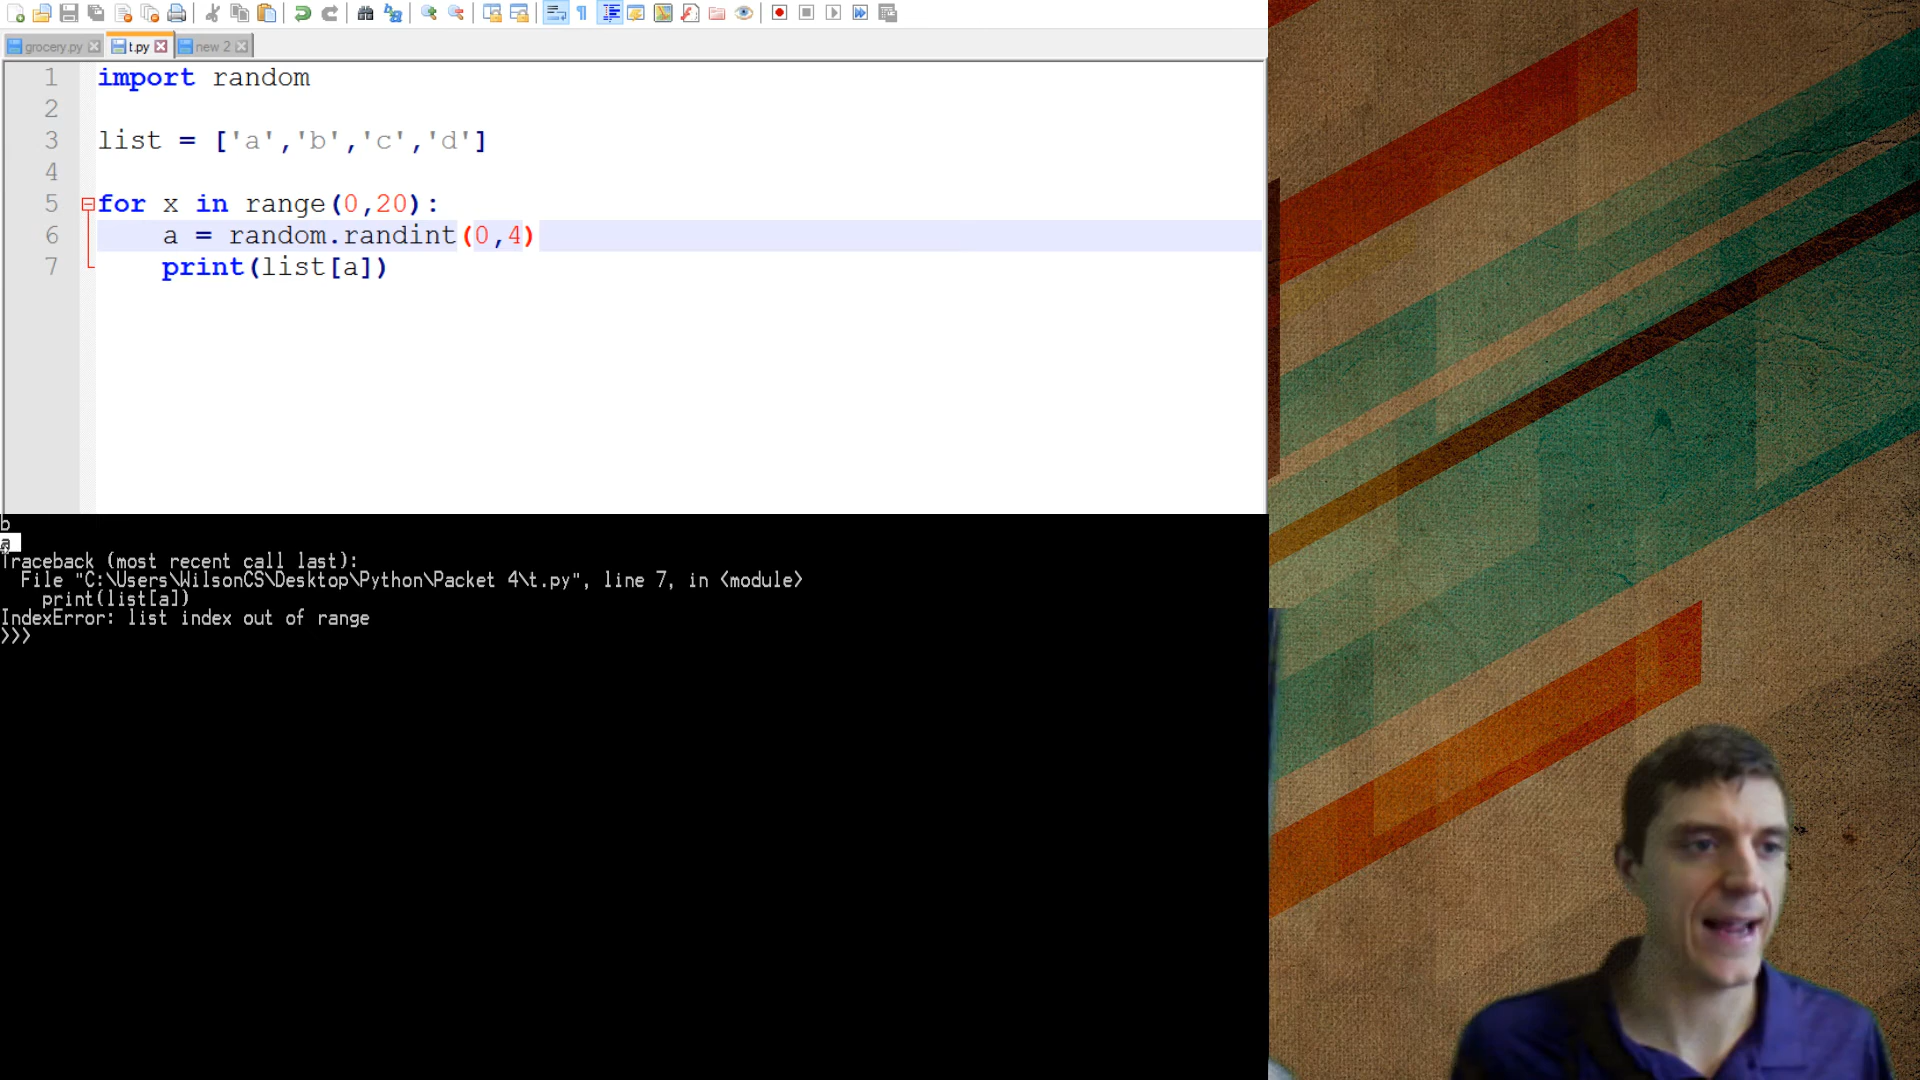 grocery.py
t.py
new 2
1 import random
2
3 list = ['a','b','c','d']
4
5 for x in range(0,20):
6 a = random.randint(0,4)
7 print(list[a])
b
a
Traceback (most recent call last):
File "C:\Users\WilsonCS\Desktop\Python\Packet 4\t.py", line 7, in <module>
print(list[a])
IndexError: list index out of range
>>>